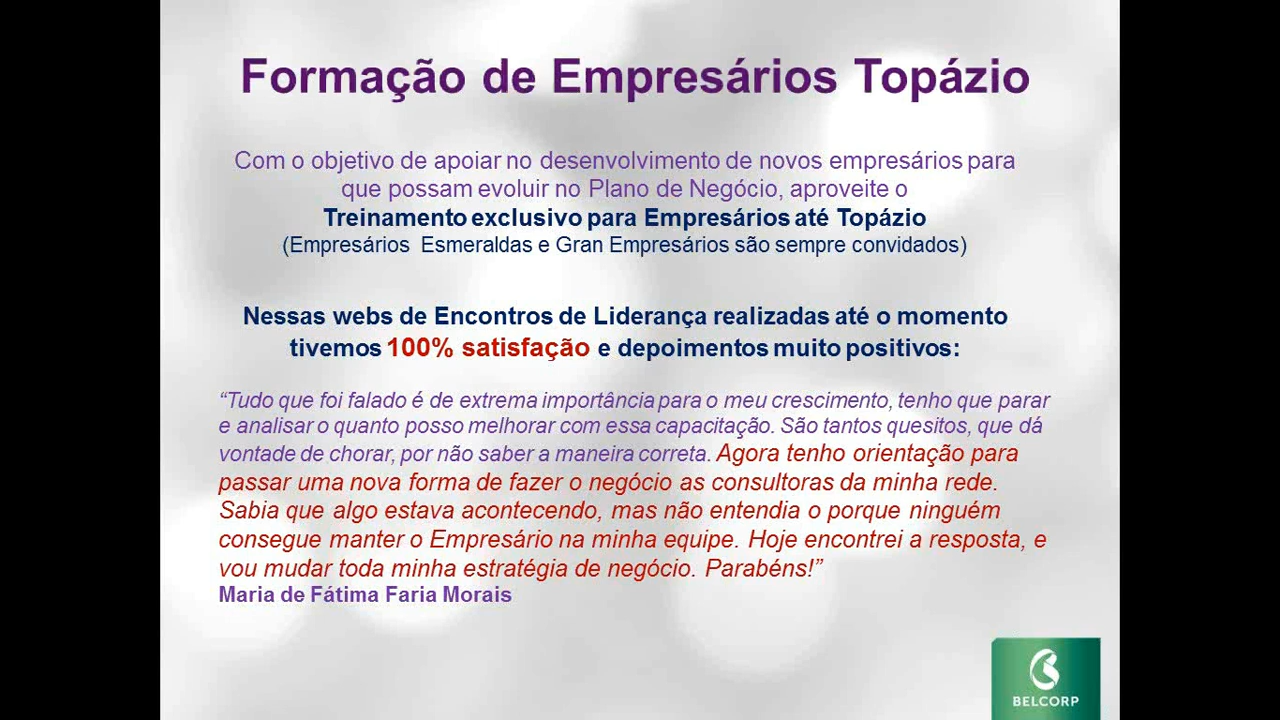 Formação de Empresários Topázio
Com o objetivo de apoiar no desenvolvimento de novos empresários para
que possam evoluir no Plano de Negócio, aproveite o
Treinamento exclusivo para Empresários até Topázio
(Empresários Esmeraldas e Gran Empresários são sempre convidados)
Nessas webs de Encontros de Liderança realizadas até o momento
tivemos 100% satisfação e depoimentos muito positivos:
“Tudo que foi falado é de extrema importância para o meu crescimento, tenho que parar
e analisar o quanto posso melhorar com essa capacitação. São tantos quesitos, que dá
vontade de chorar, por não saber a maneira correta. Agora tenho orientação para
passar uma nova forma de fazer o negócio as consultoras da minha rede.
Sabia que algo estava acontecendo, mas não entendia o porque ninguém
consegue manter o Empresário na minha equipe. Hoje encontrei a resposta, e
vou mudar toda minha estratégia de negócio. Parabéns!”
Maria de Fátima Faria Morais
BELCORP